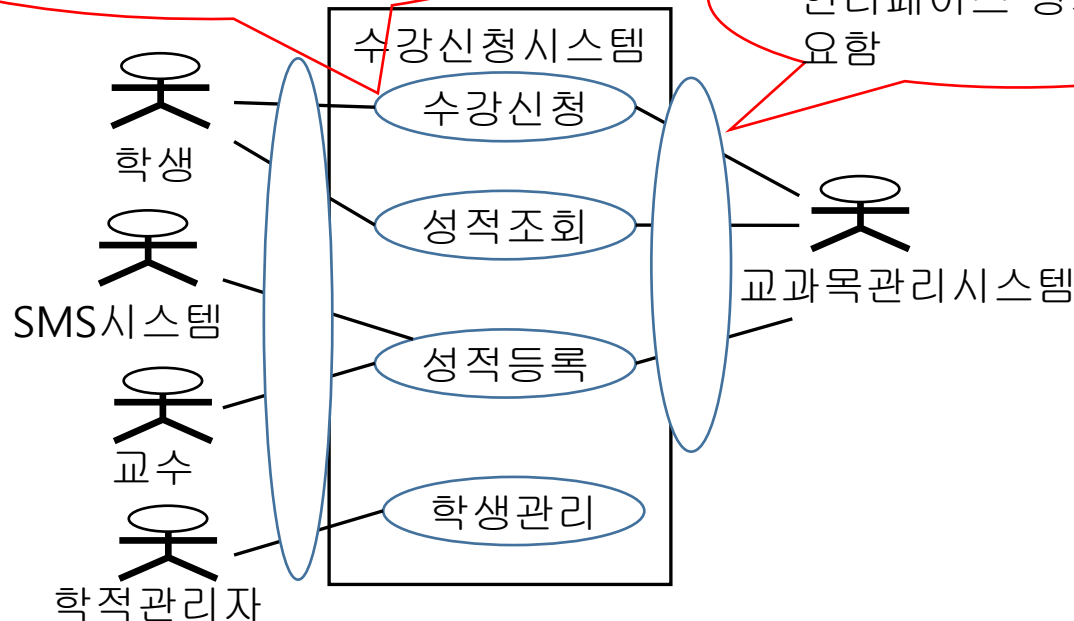 요함
수강신청시스템
수강신청
학생
성적조회
교과목관리시스템
SMS시스템
성적등록
교수
학생관리
학적관리자